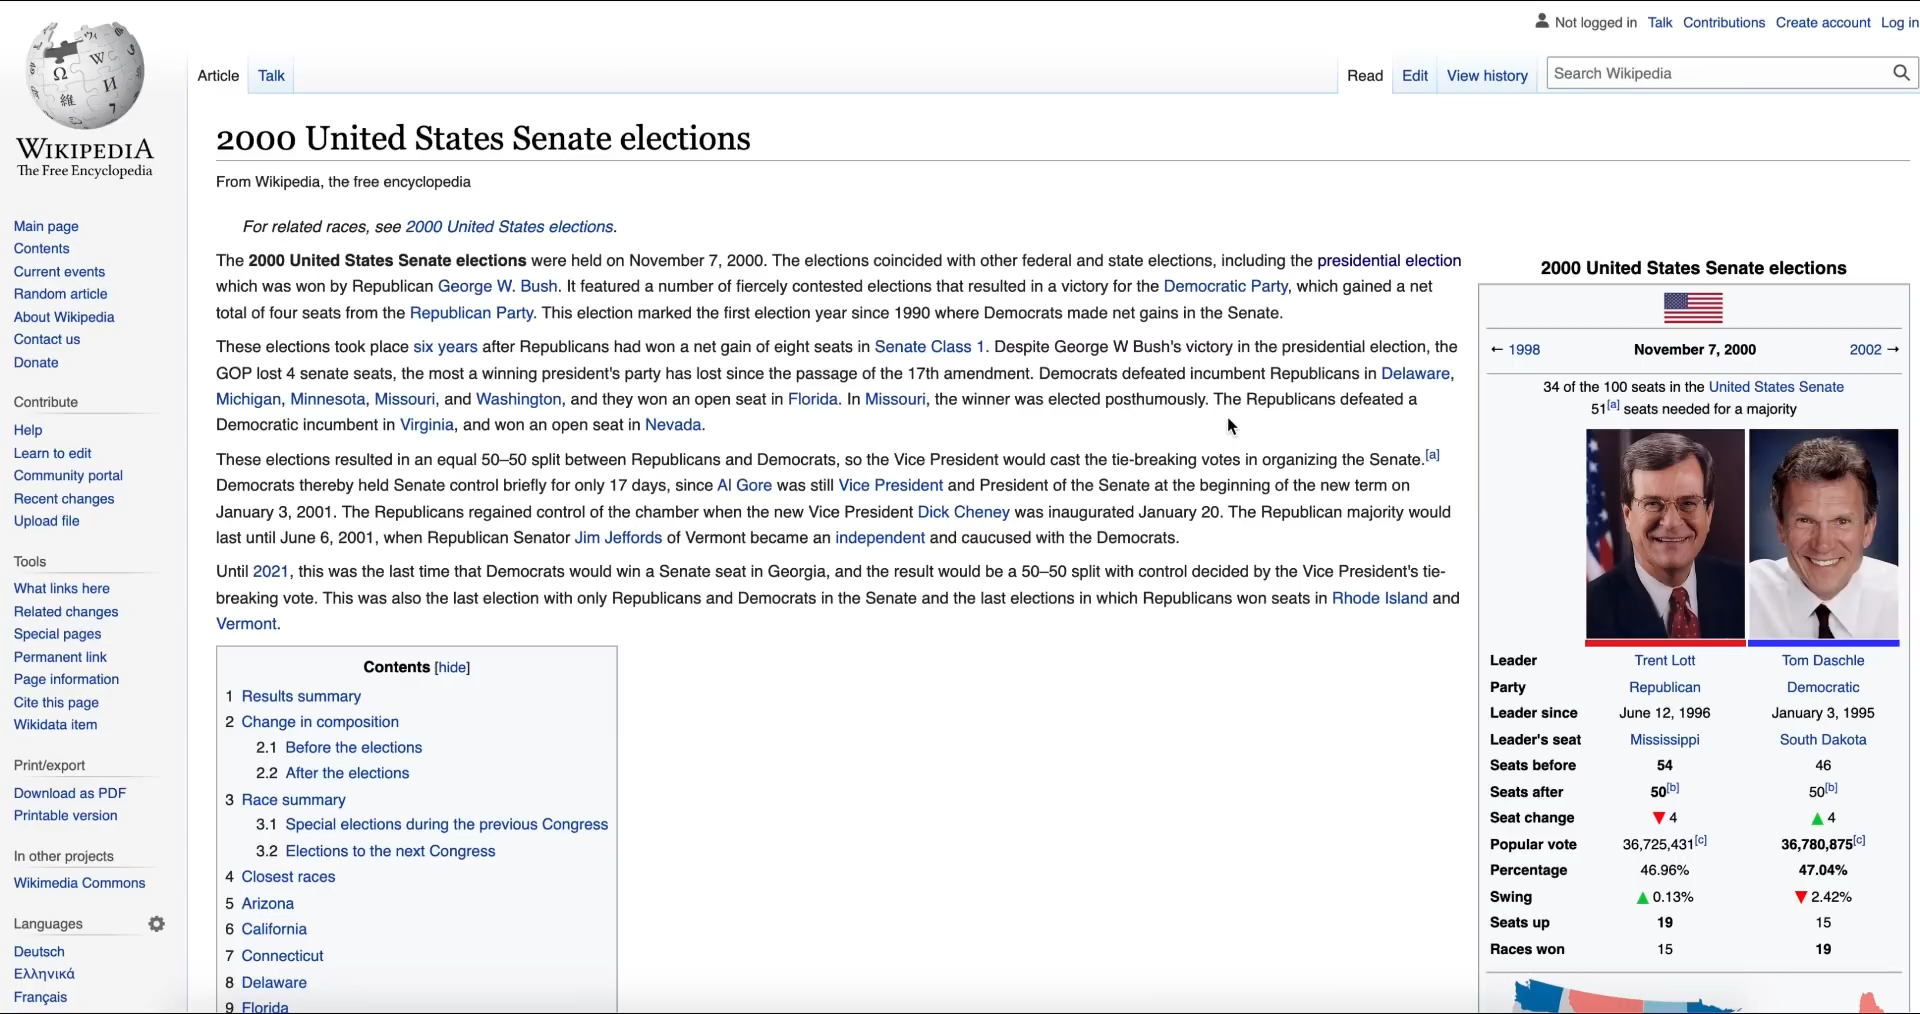 Not logged in Talk Contributions Create account Log in
Article Talk Read Edit View history Search Wikipedia
WIKIPEDIA
The Free Encyclopedia
Main page
Contents
Current events
Random article
About Wikipedia
Contact us
Donate
Contribute
Help
Learn to edit
Community portal
Recent changes
Upload file
Tools
What links here
Related changes
Special pages
Permanent link
Page information
Cite this page
Wikidata item
Print/export
Download as PDF
Printable version
In other projects
Wikimedia Commons
Languages
Deutsch
Ελληνικά
Français
2000 United States Senate elections
From Wikipedia, the free encyclopedia
For related races, see 2000 United States elections.
The 2000 United States Senate elections were held on November 7, 2000. The elections coincided with other federal and state elections, including the presidential election
which was won by Republican George W. Bush. It featured a number of fiercely contested elections that resulted in a victory for the Democratic Party, which gained a net
total of four seats from the Republican Party. This election marked the first election year since 1990 where Democrats made net gains in the Senate.
These elections took place six years after Republicans had won a net gain of eight seats in Senate Class 1. Despite George W Bush's victory in the presidential election, the
GOP lost 4 senate seats, the most a winning president's party has lost since the passage of the 17th amendment. Democrats defeated incumbent Republicans in Delaware,
Michigan, Minnesota, Missouri, and Washington, and they won an open seat in Florida. In Missouri, the winner was elected posthumously. The Republicans defeated a
Democratic incumbent in Virginia, and won an open seat in Nevada.
These elections resulted in an equal 50–50 split between Republicans and Democrats, so the Vice President would cast the tie-breaking votes in organizing the Senate.[a]
Democrats thereby held Senate control briefly for only 17 days, since Al Gore was still Vice President and President of the Senate at the beginning of the new term on
January 3, 2001. The Republicans regained control of the chamber when the new Vice President Dick Cheney was inaugurated January 20. The Republican majority would
last until June 6, 2001, when Republican Senator Jim Jeffords of Vermont became an independent and caucused with the Democrats.
Until 2021, this was the last time that Democrats would win a Senate seat in Georgia, and the result would be a 50–50 split with control decided by the Vice President's tie-
breaking vote. This was also the last election with only Republicans and Democrats in the Senate and the last elections in which Republicans won seats in Rhode Island and
Vermont.
Contents [hide]
1 Results summary
2 Change in composition
2.1 Before the elections
2.2 After the elections
3 Race summary
3.1 Special elections during the previous Congress
3.2 Elections to the next Congress
4 Closest races
5 Arizona
6 California
7 Connecticut
8 Delaware
9 Florida
2000 United States Senate elections
← 1998 November 7, 2000 2002 →
34 of the 100 seats in the United States Senate
51[a] seats needed for a majority
Leader Trent Lott Tom Daschle
Party Republican Democratic
Leader since June 12, 1996 January 3, 1995
Leader's seat Mississippi South Dakota
Seats before 54 46
Seats after 50[b] 50[b]
Seat change ▼ 4 ▲ 4
Popular vote 36,725,431[c] 36,780,875[c]
Percentage 46.96% 47.04%
Swing ▲ 0.13% ▼ 2.42%
Seats up 19 15
Races won 15 19